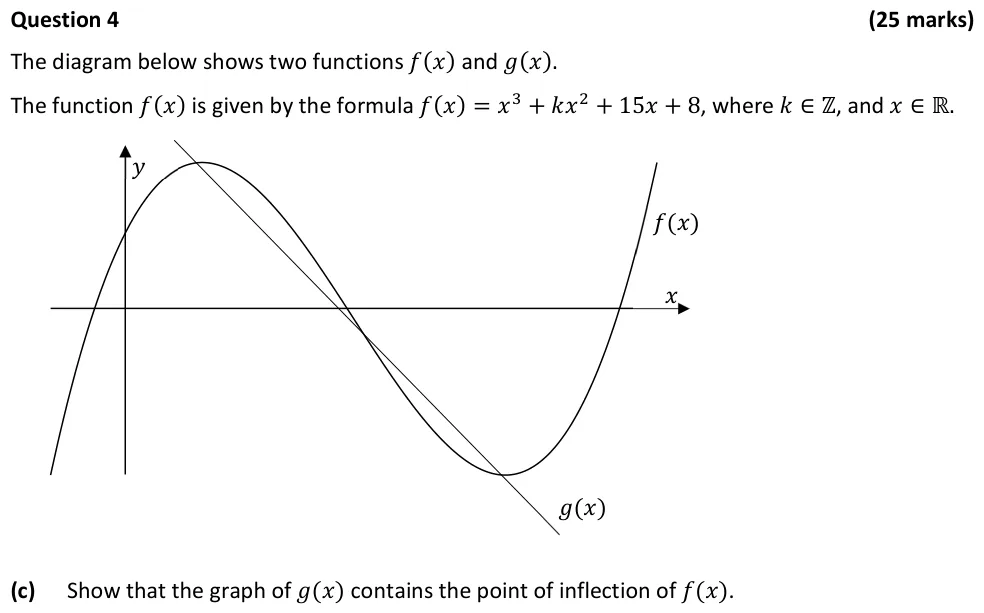 Question 4 (25 marks)
The diagram below shows two functions f(x) and g(x).
The function f(x) is given by the formula f(x) = x³ + kx² + 15x + 8, where k ∈ ℤ, and x ∈ ℝ.
y
f(x)
x
g(x)
(c) Show that the graph of g(x) contains the point of inflection of f(x).